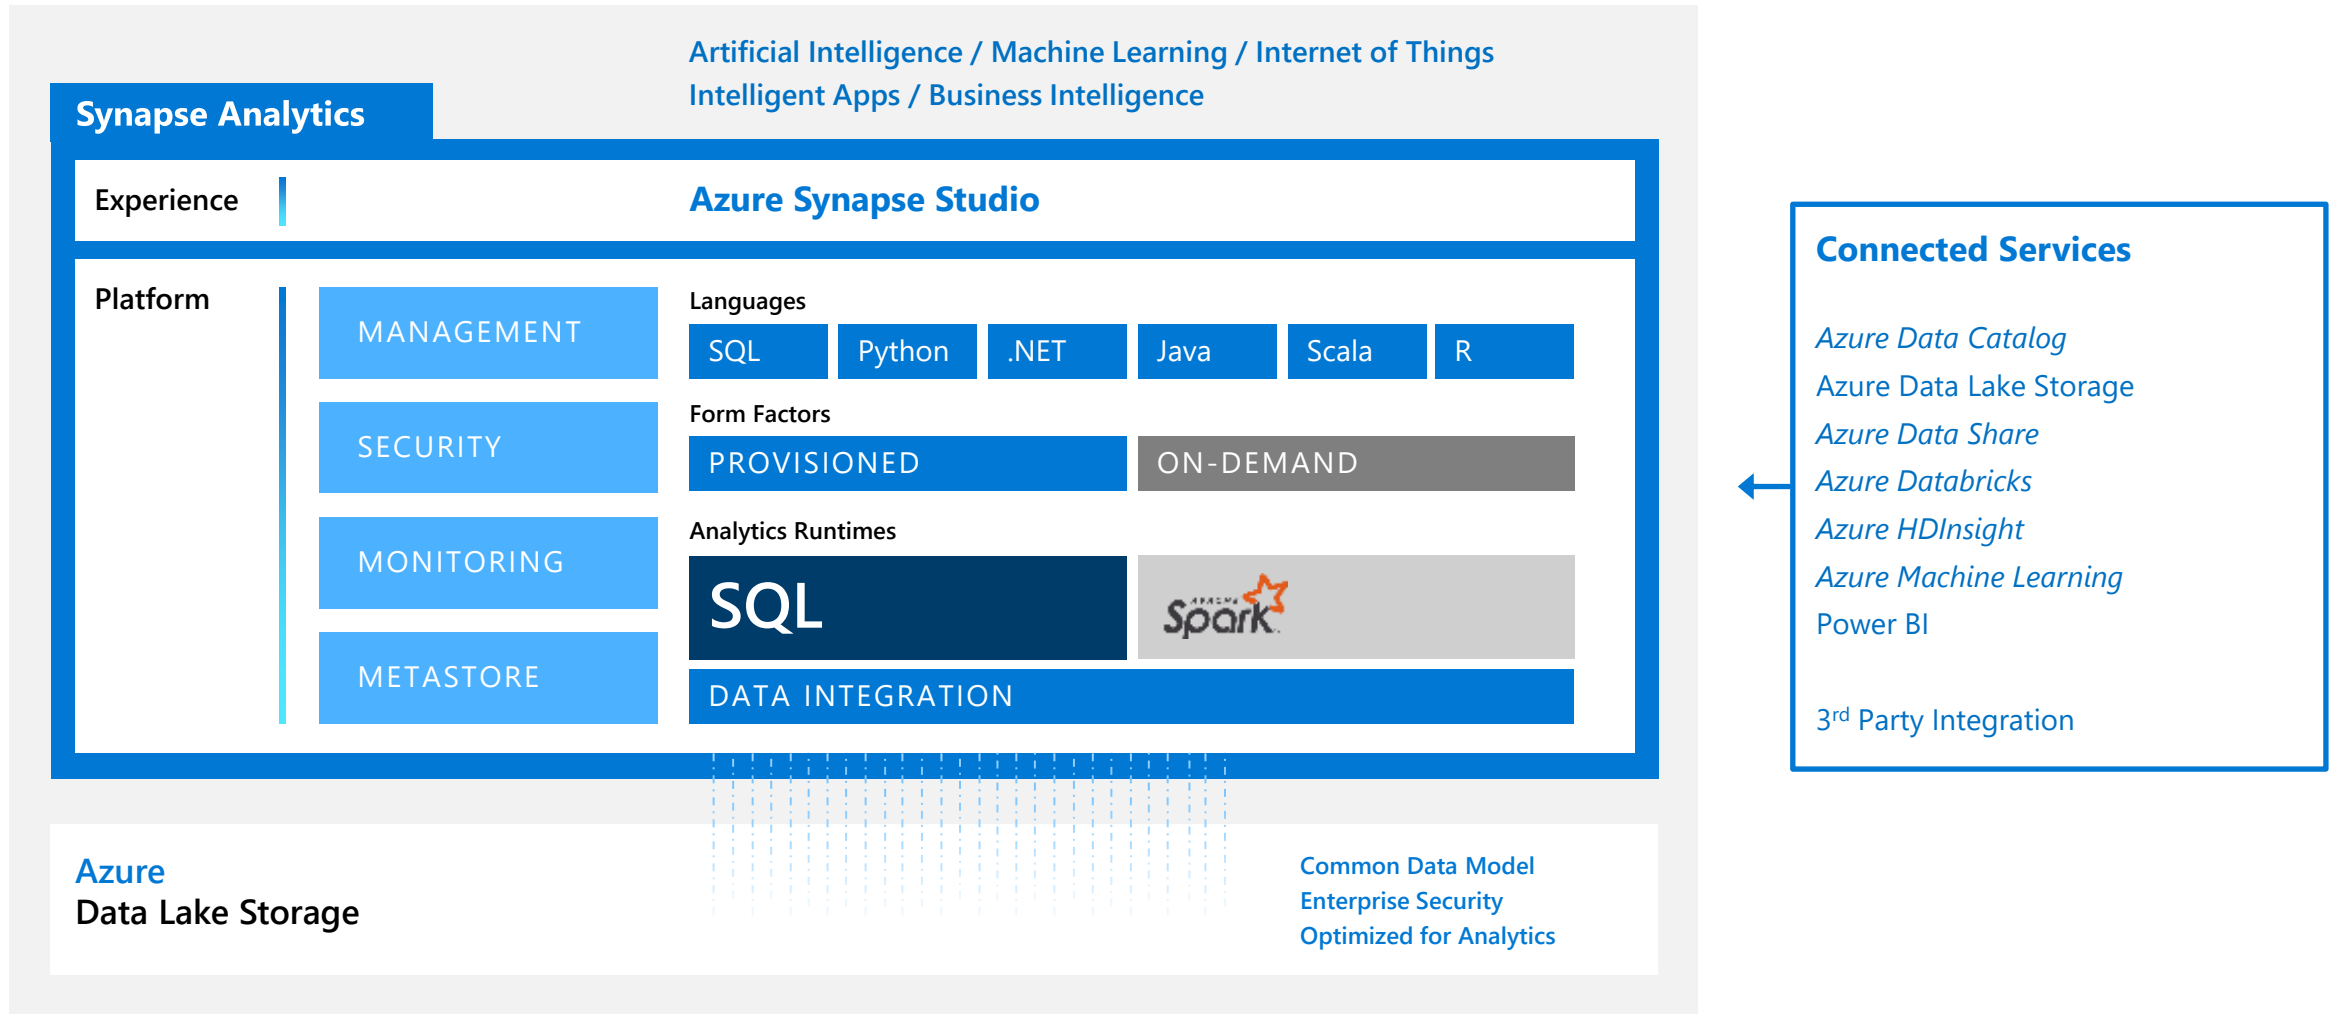 Artificial Intelligence / Machine Learning / Internet of Things
Intelligent Apps / Business Intelligence
Synapse Analytics
Experience
Azure Synapse Studio
Platform
MANAGEMENT
SECURITY
MONITORING
METASTORE
Languages
SQL
Python
.NET
Java
Scala
R
Form Factors
PROVISIONED
ON-DEMAND
Analytics Runtimes
SQL
APACHE
Spark
DATA INTEGRATION
Azure
Data Lake Storage
Common Data Model
Enterprise Security
Optimized for Analytics
Connected Services
Azure Data Catalog
Azure Data Lake Storage
Azure Data Share
Azure Databricks
Azure HDInsight
Azure Machine Learning
Power BI
3rd Party Integration